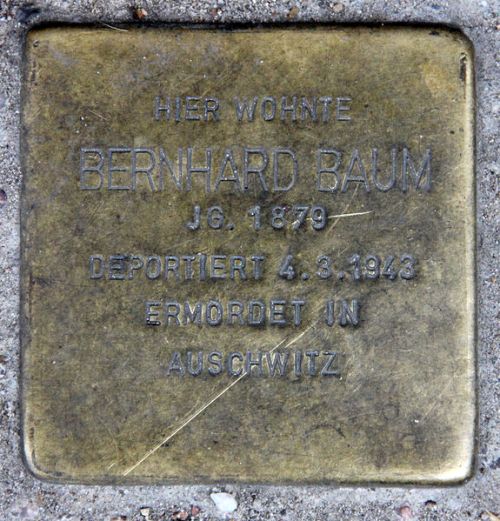 HIER WOHNTE
BERNHARD BAUM
JG. 1879
DEPORTIERT 4.3.1943
ERMORDET IN
AUSCHWITZ